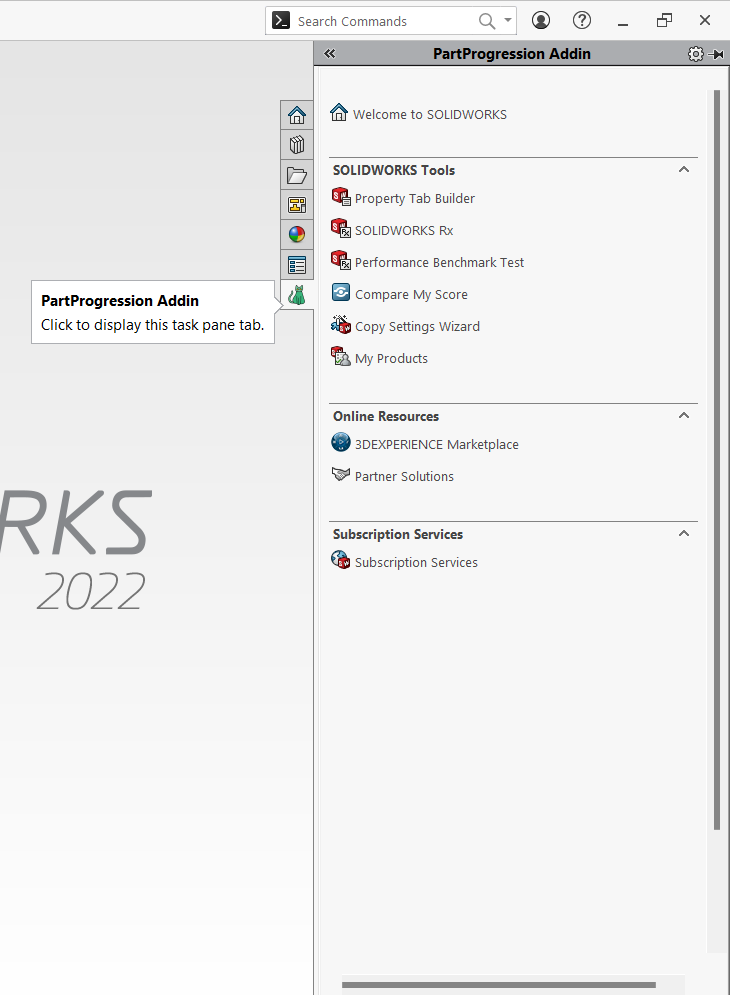 Search Commands
PartProgression Addin
Welcome to SOLIDWORKS
SOLIDWORKS Tools
Property Tab Builder
SOLIDWORKS Rx
Performance Benchmark Test
Compare My Score
Copy Settings Wizard
My Products
Online Resources
3DEXPERIENCE Marketplace
Partner Solutions
Subscription Services
Subscription Services
PartProgression Addin
Click to display this task pane tab.
RKS
2022